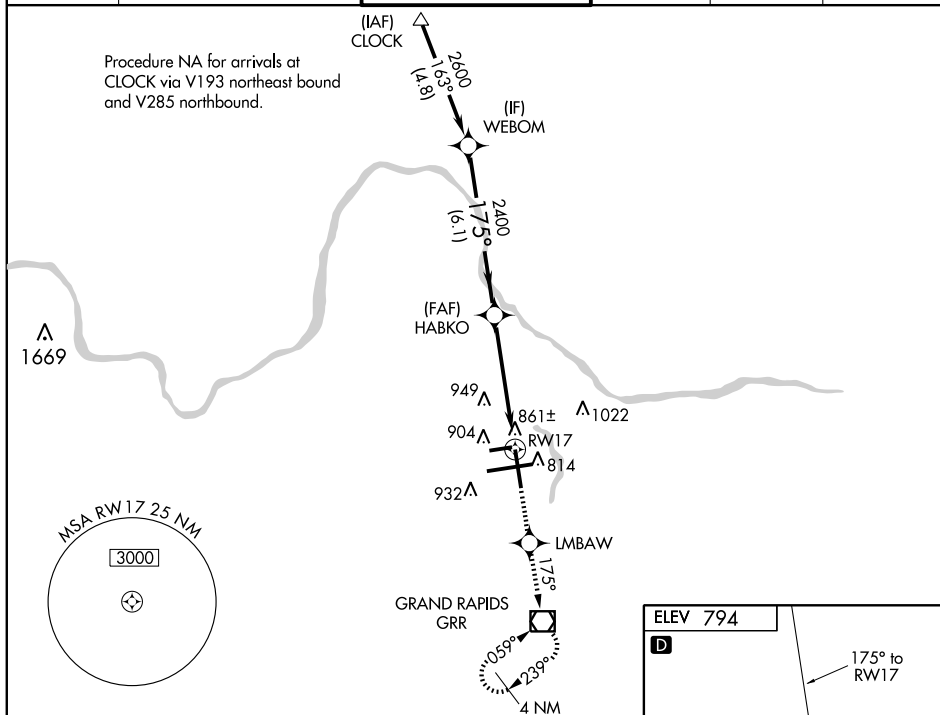 (IAF)
CLOCK
Procedure NA for arrivals at
CLOCK via V193 northeast bound
and V285 northbound.
2600
163°
(4.8)
(IF)
WEBOM
2400
175°
(6.1)
(FAF)
HABKO
1669
949
861±
1022
904
RW17
814
932
MSA RW17 25 NM
3000
LMBAW
175°
GRAND RAPIDS
GRR
059°
239°
4 NM
ELEV 794
D
175° to
RW17